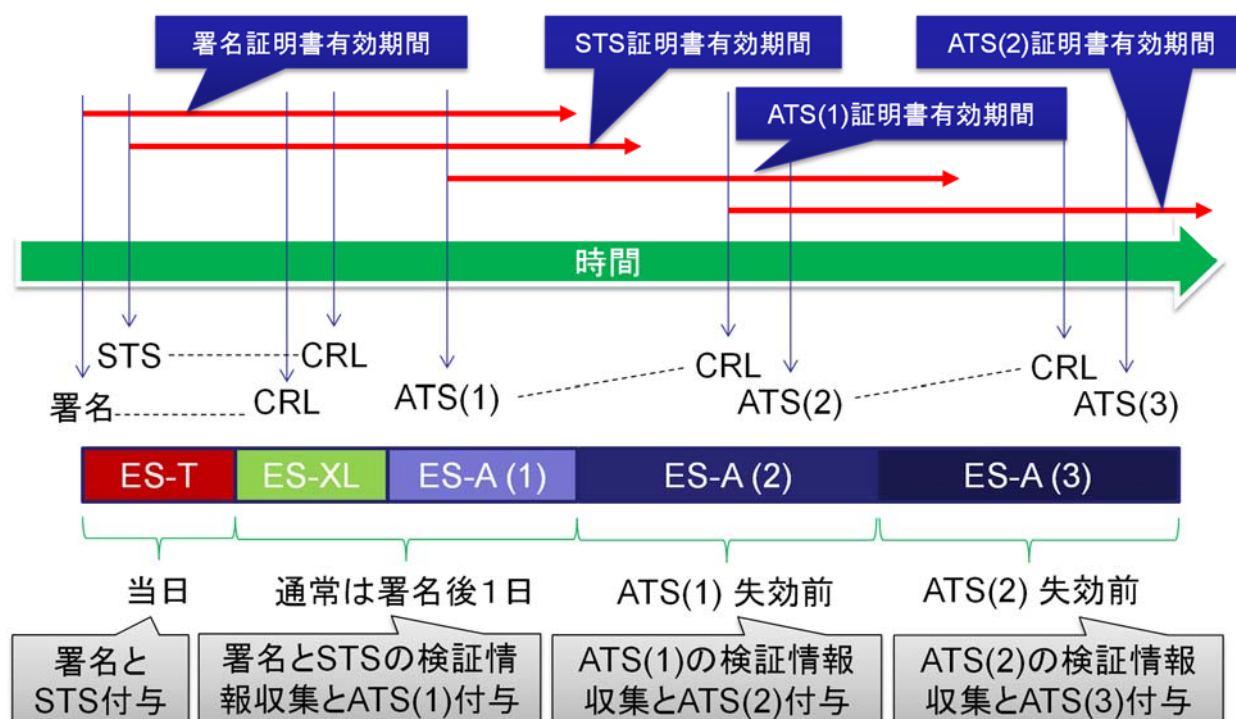 署名証明書有効期間
STS証明書有効期間
ATS(2)証明書有効期間
ATS(1)証明書有効期間
時間
STS
CRL
CRL
CRL
署名
CRL
ATS(1)
ATS(2)
ATS(3)
ES-T
ES-XL
ES-A (1)
ES-A (2)
ES-A (3)
当日
通常は署名後1日
ATS(1) 失効前
ATS(2) 失効前
署名と
STS付与
署名とSTSの検証情
報収集とATS(1)付与
ATS(1)の検証情報
収集とATS(2)付与
ATS(2)の検証情報
収集とATS(3)付与